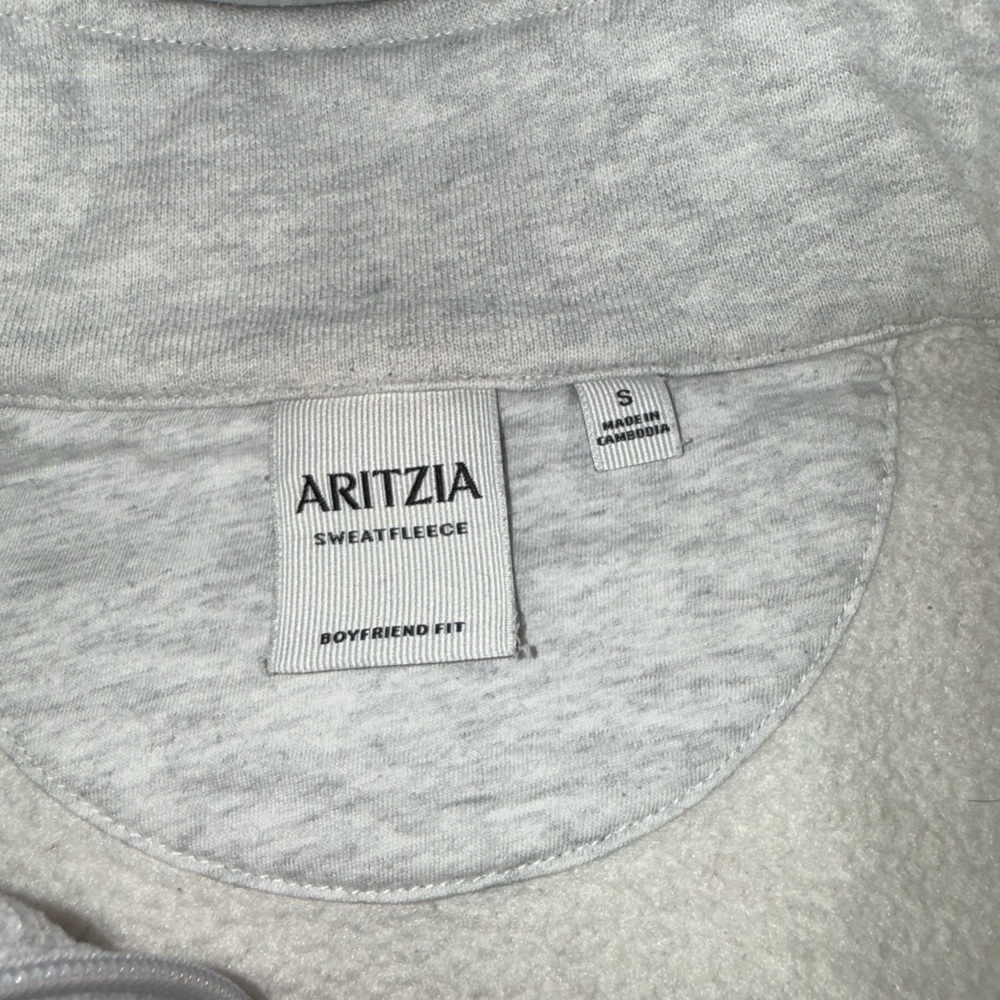 ARITZIA
SWEATFLEECE
BOYFRIEND FIT
S
MADE IN
CAMBODIA